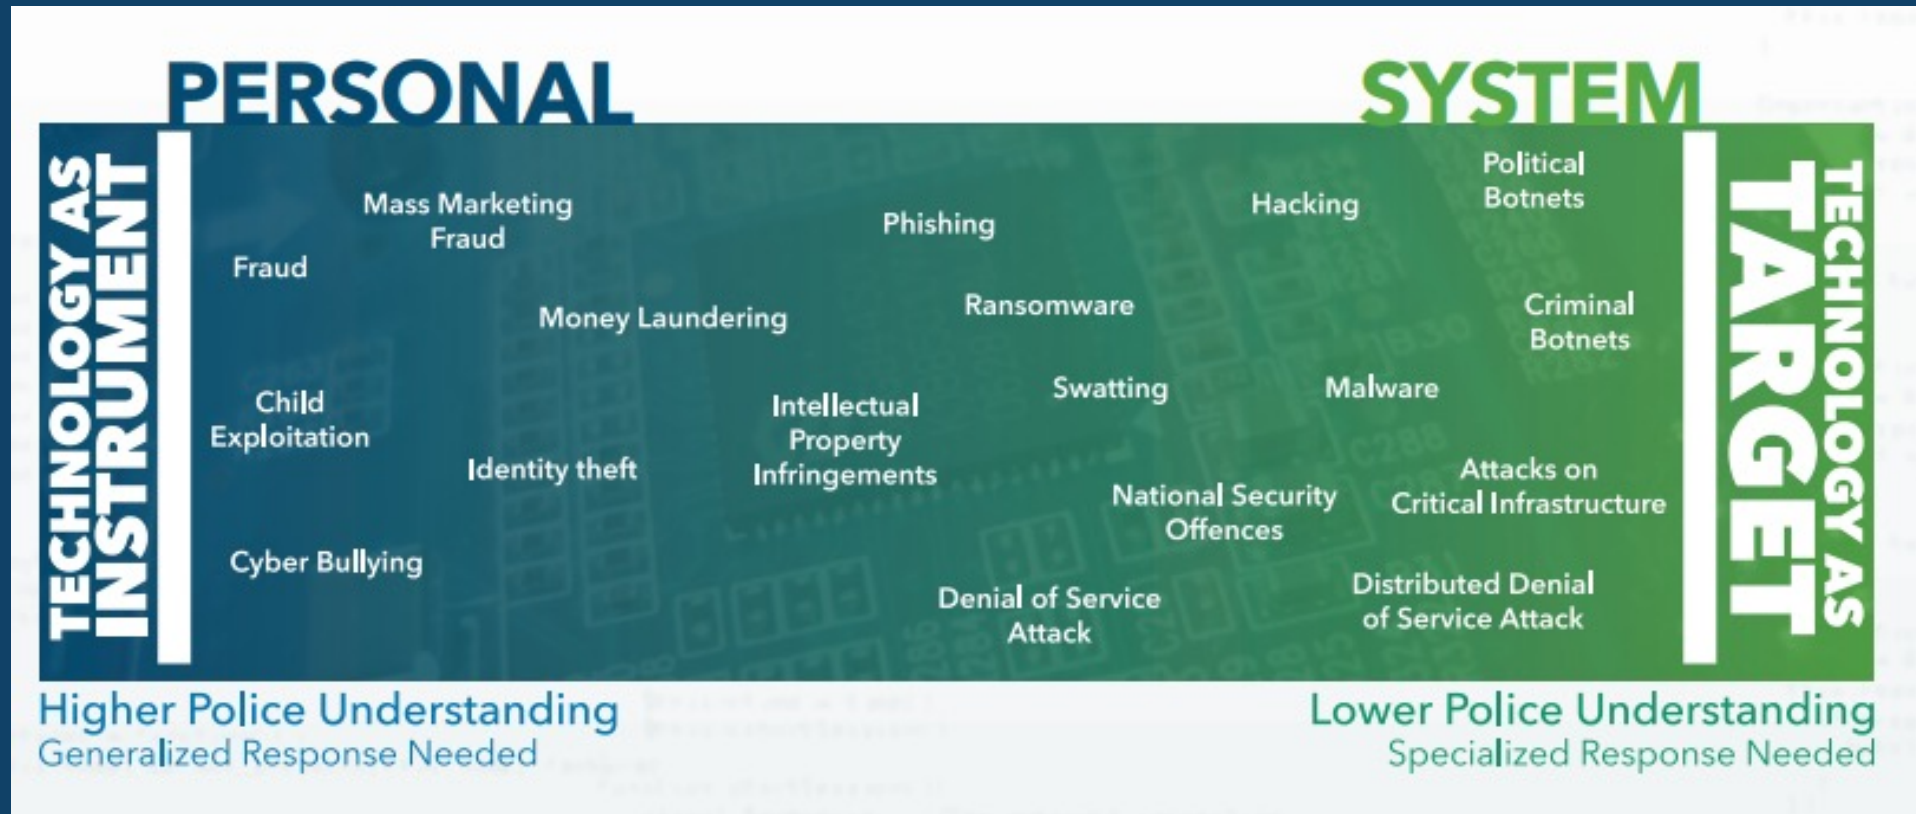 PERSONAL
SYSTEM
TECHNOLOGY AS
INSTRUMENT
Mass Marketing
Fraud
Fraud
Money Laundering
Child
Exploitation
Identity theft
Cyber Bullying
Phishing
Ransomware
Intellectual
Property
Infringements
Swatting
National Security
Offences
Denial of Service
Attack
Hacking
Political
Botnets
Criminal
Botnets
Malware
Attacks on
Critical Infrastructure
Distributed Denial
of Service Attack
TECHNOLOGY AS
TARGET
Higher Police Understanding
Generalized Response Needed
Lower Police Understanding
Specialized Response Needed